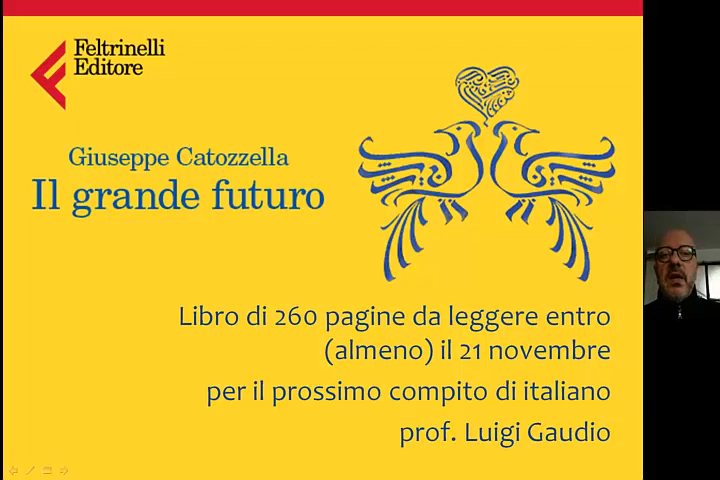 Feltrinelli
Editore
Giuseppe Catozzella
Il grande futuro
Libro di 260 pagine da leggere entro
(almeno) il 21 novembre
per il prossimo compito di italiano
prof. Luigi Gaudio